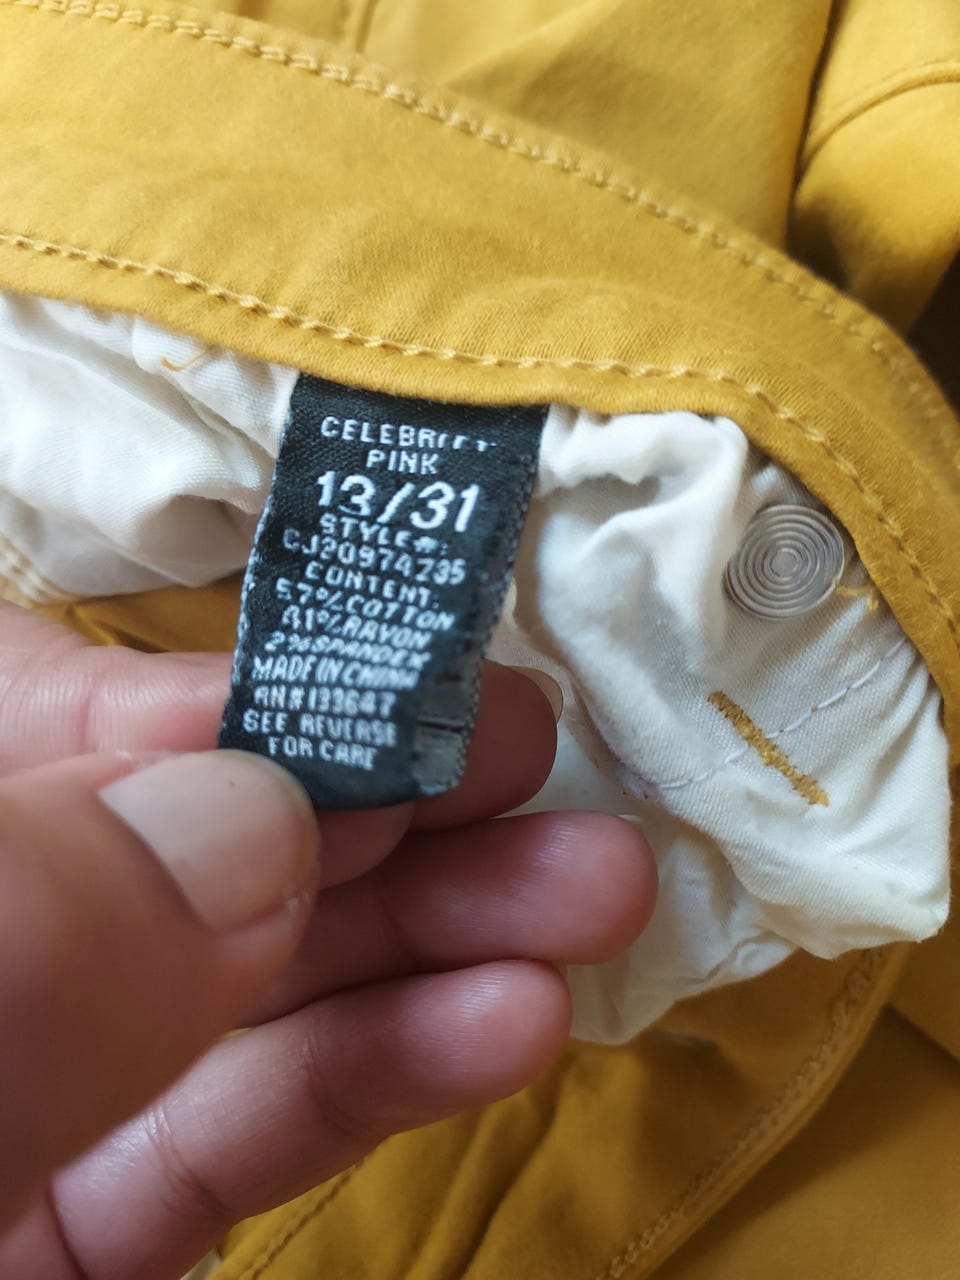 CELEBRITY
PINK
13/31
STYLE#:
CJ20974235
CONTENT:
57%COTTON
41%RAYON
2%SPANDEX
MADE IN CHINA
RN#133647
SEE REVERSE
FOR CARE